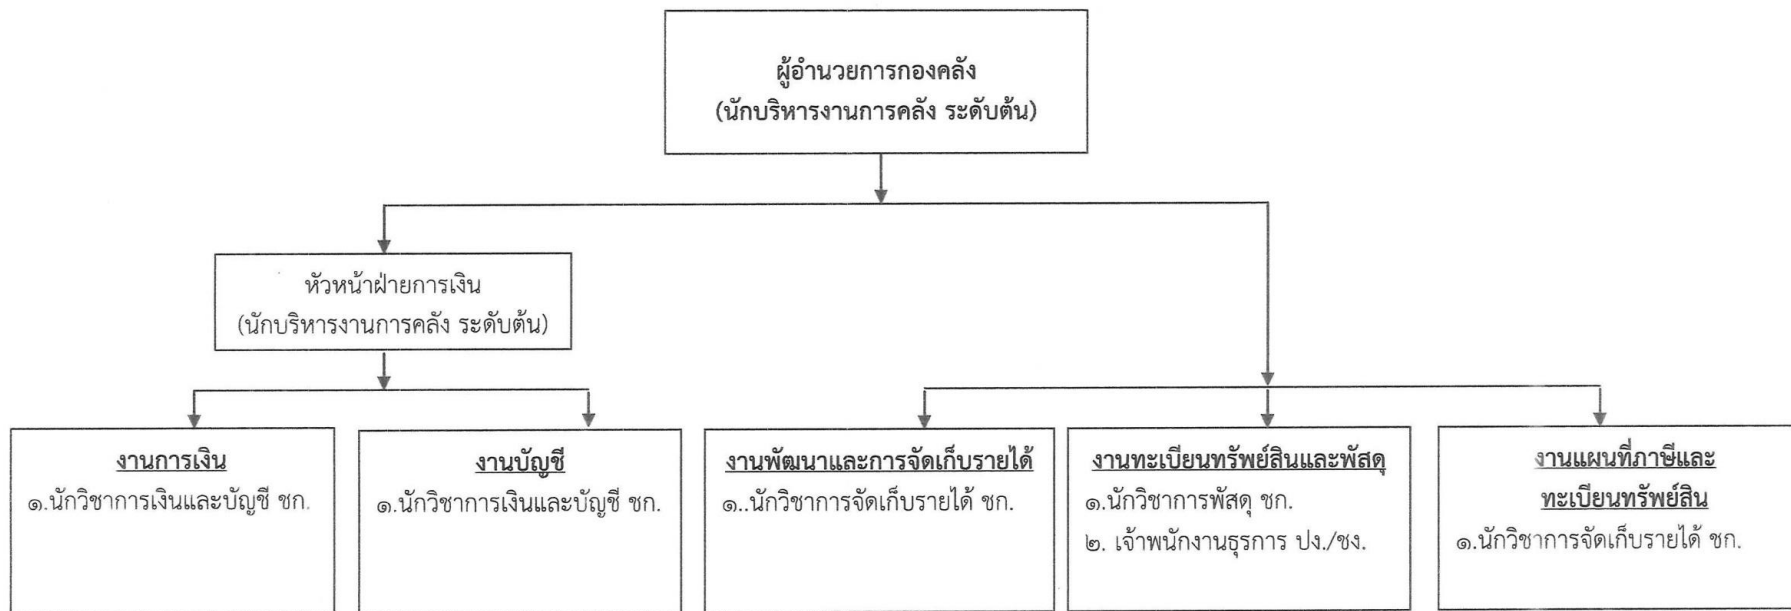 ผู้อำนวยการกองคลัง
(นักบริหารงานการคลัง ระดับต้น)
หัวหน้าฝ่ายการเงิน
(นักบริหารงานการคลัง ระดับต้น)
งานการเงิน
๑.นักวิชาการเงินและบัญชี ชก.
งานบัญชี
๑.นักวิชาการเงินและบัญชี ชก.
งานพัฒนาและการจัดเก็บรายได้
๑..นักวิชาการจัดเก็บรายได้ ชก.
งานทะเบียนทรัพย์สินและพัสดุ
๑.นักวิชาการพัสดุ ชก.
๒. เจ้าพนักงานธุรการ ปง./ชง.
งานแผนที่ภาษีและ
ทะเบียนทรัพย์สิน
๑.นักวิชาการจัดเก็บรายได้ ชก.